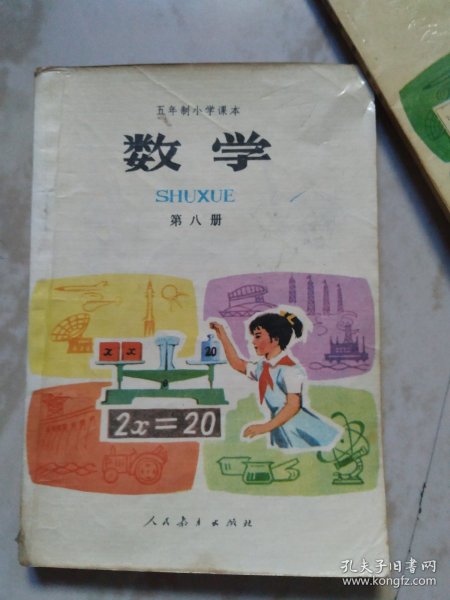 五年制小学课本
数学
SHUXUE
第八册
x x 20
2x=20
人民教育出版社
孔夫子旧书网
www.kongfz.com